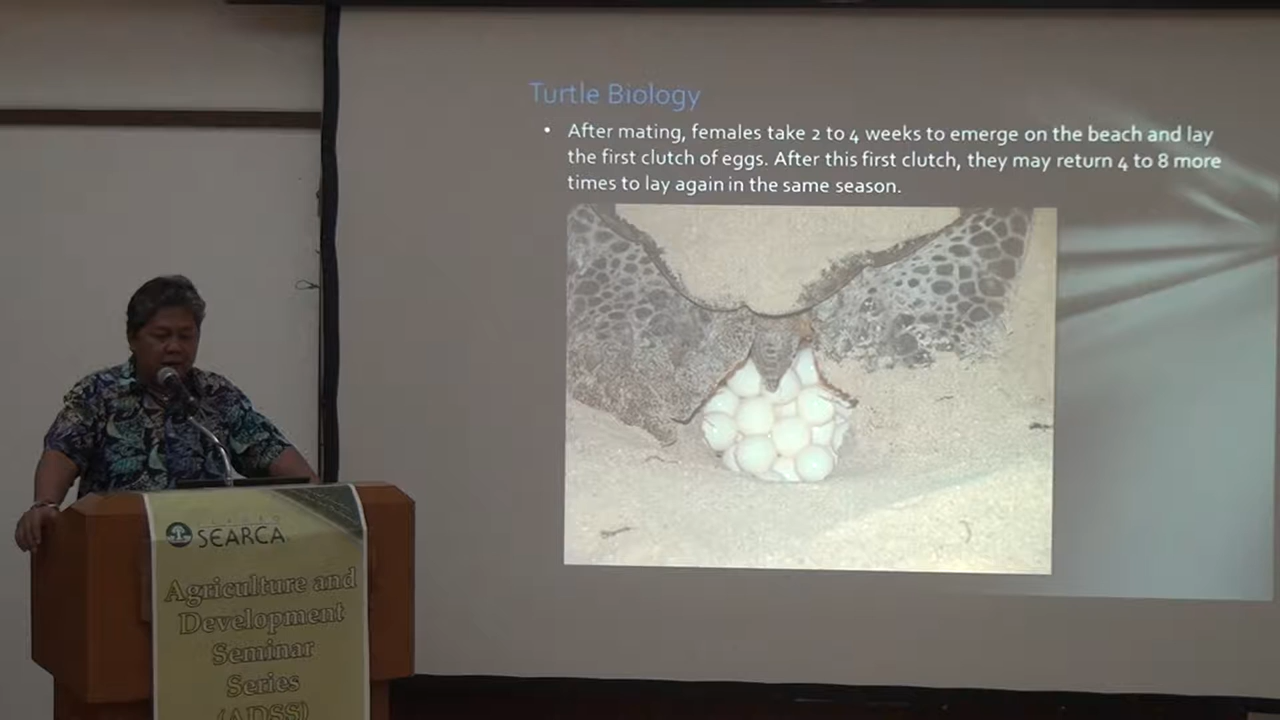 Turtle Biology
• After mating, females take 2 to 4 weeks to emerge on the beach and lay
the first clutch of eggs. After this first clutch, they may return 4 to 8 more
times to lay again in the same season.
SEARCA
Agriculture and
Development
Seminar
Series
(ADSS)